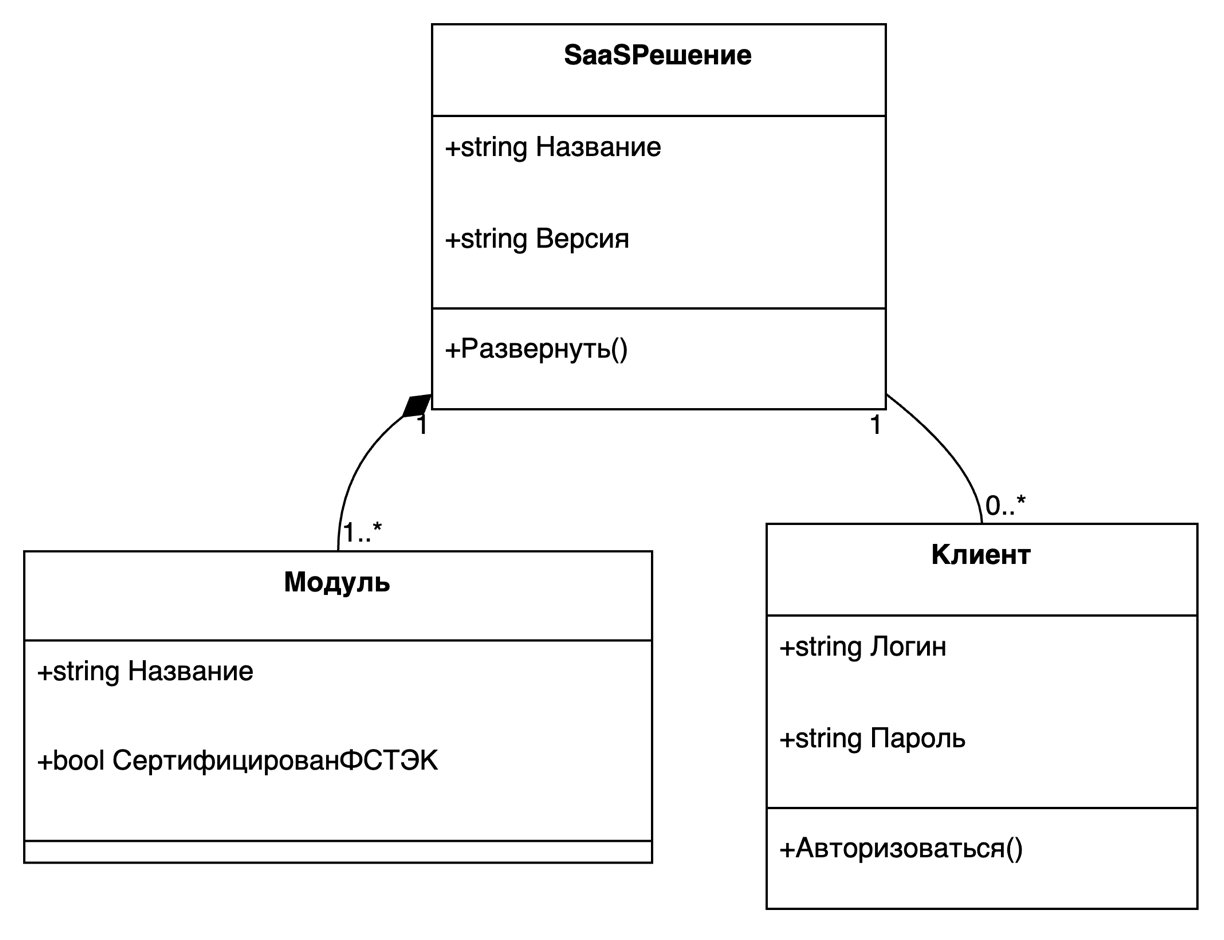 SaaSРешение
+string Название
+string Версия
+Развернуть()
1
1
1..*
0..*
Модуль
+string Название
+bool СертифицированФСТЭК
Клиент
+string Логин
+string Пароль
+Авторизоваться()